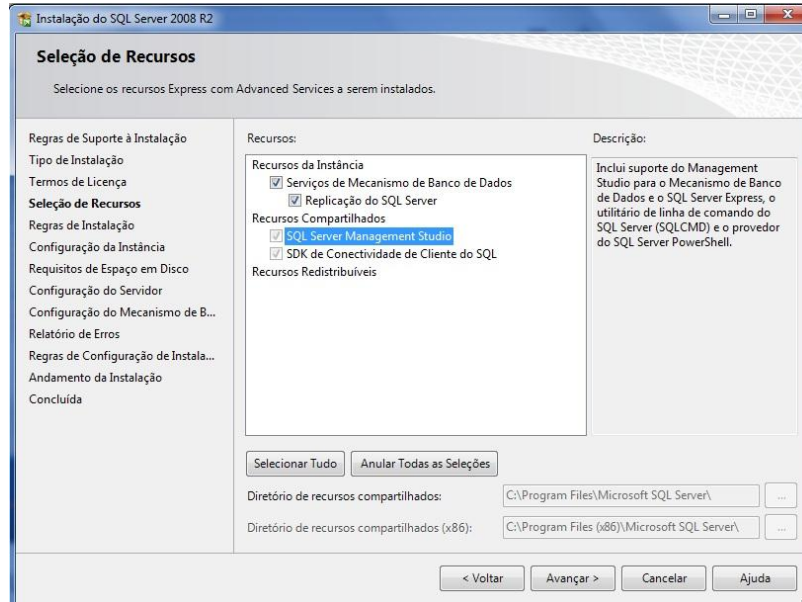 Instalação do SQL Server 2008 R2
Seleção de Recursos
Selecione os recursos Express com Advanced Services a serem instalados.
Regras de Suporte à Instalação
Tipo de Instalação
Termos de Licença
Seleção de Recursos
Regras de Instalação
Configuração da Instância
Requisitos de Espaço em Disco
Configuração do Servidor
Configuração do Mecanismo de B...
Relatório de Erros
Regras de Configuração de Instala...
Andamento da Instalação
Concluída
Recursos:
Recursos da Instância
Serviços de Mecanismo de Banco de Dados
Replicação do SQL Server
Recursos Compartilhados
SQL Server Management Studio
SDK de Conectividade de Cliente do SQL
Recursos Redistribuíveis
Descrição:
Inclui suporte do Management
Studio para o Mecanismo de Banco
de Dados e o SQL Server Express, o
utilitário de linha de comando do
SQL Server (SQLCMD) e o provedor
do SQL Server PowerShell.
Selecionar Tudo
Anular Todas as Seleções
Diretório de recursos compartilhados:
C:\Program Files\Microsoft SQL Server\
...
Diretório de recursos compartilhados (x86):
C:\Program Files (x86)\Microsoft SQL Server\
...
< Voltar
Avançar >
Cancelar
Ajuda